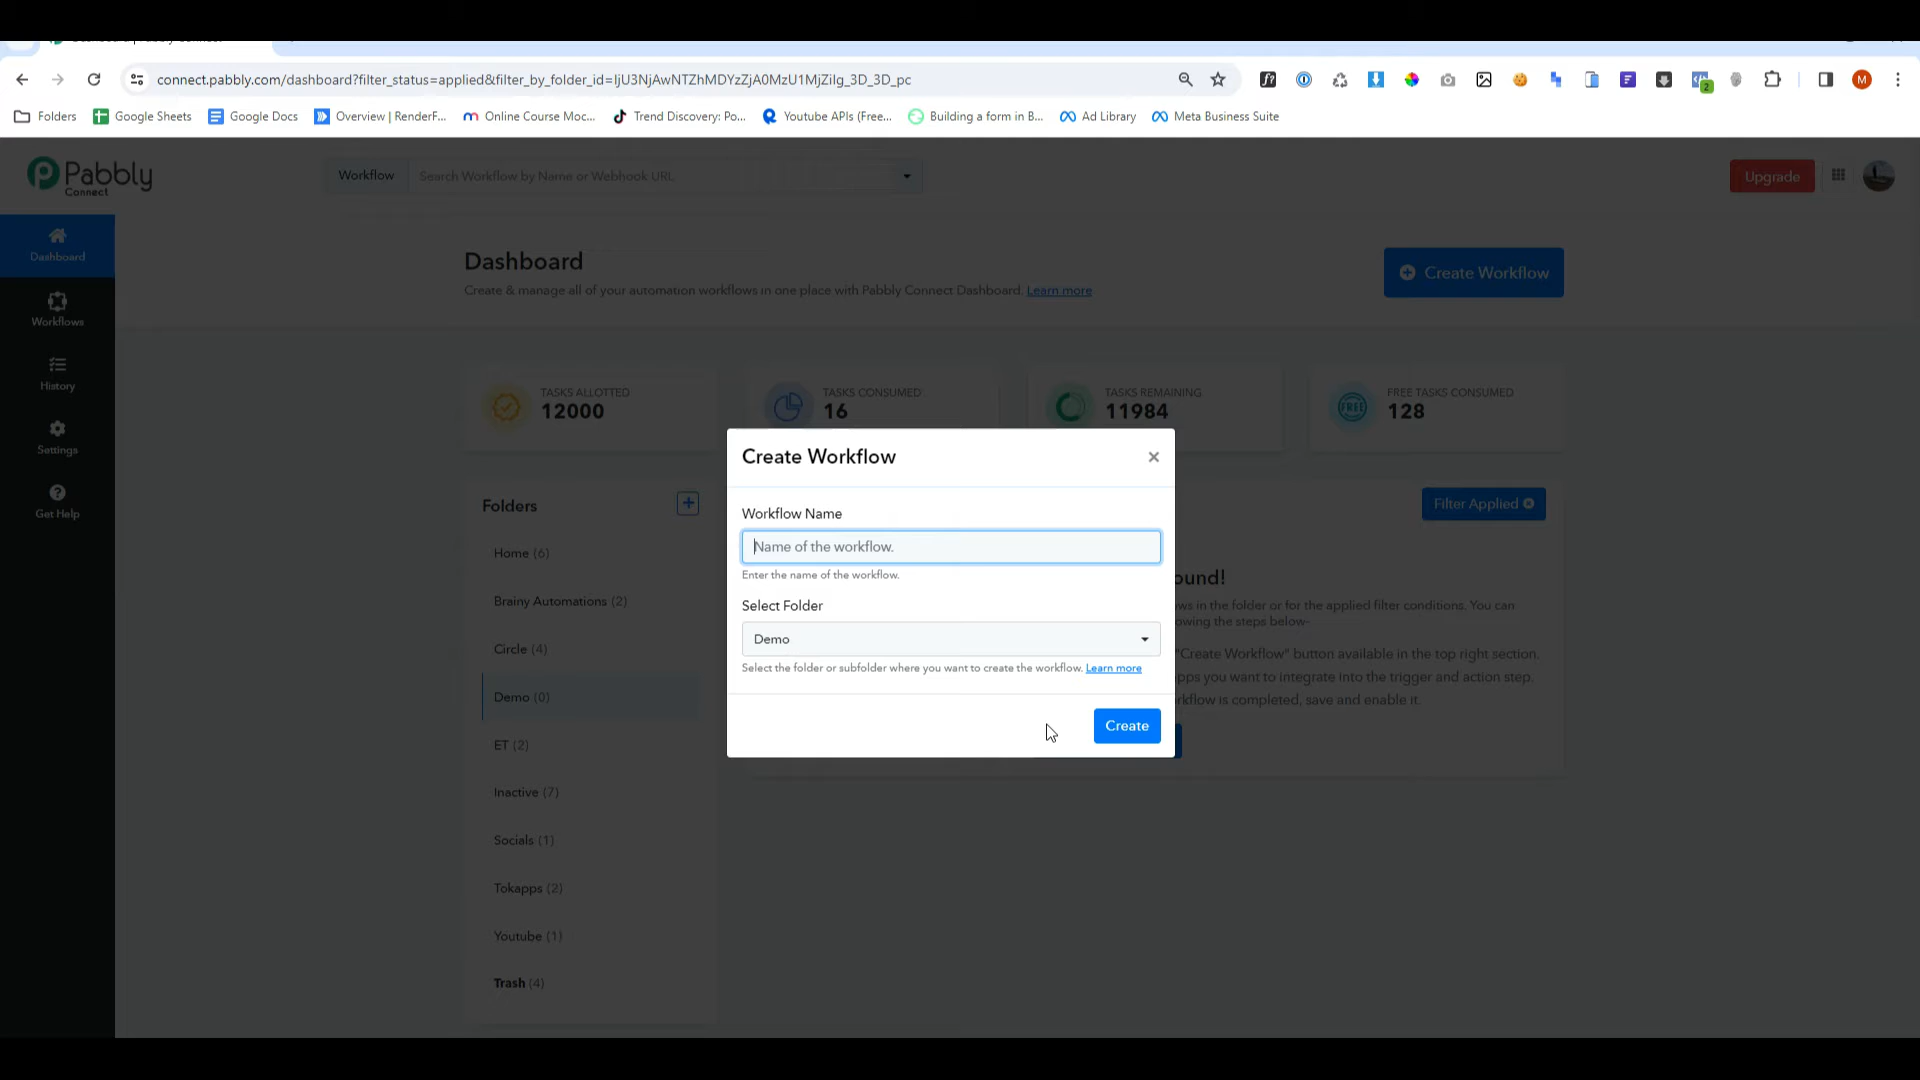 connect.pabbly.com/dashboard?filter_status=applied&filter_by_folder_id=IjU3NjAwNTZhMDYzZjA0MzU1MjZiIg_3D_3D_pc
Folders
Google Sheets
Google Docs
Overview | RenderF...
Online Course Moc...
Trend Discovery: Po...
Youtube APIs (Free...
Building a form in B...
Ad Library
Meta Business Suite
2
M
Pabbly
Connect
Workflow
Search Workflow by Name or Webhook URL
Upgrade
Dashboard
Workflows
History
Settings
Get Help
Dashboard
Create & manage all of your automation workflows in one place with Pabbly Connect Dashboard. Learn more
Create Workflow
TASKS ALLOTTED
12000
TASKS CONSUMED
16
TASKS REMAINING
11984
FREE
FREE TASKS CONSUMED
128
Folders
Home (6)
Brainy Automations (2)
Circle (4)
Demo (0)
ET (2)
Inactive (7)
Socials (1)
Tokapps (2)
Youtube (1)
Trash (4)
Filter Applied
Create Workflow
Workflow Name
Name of the workflow.
Enter the name of the workflow.
Select Folder
Demo
Select the folder or subfolder where you want to create the workflow. Learn more
Create
ound!
ws in the folder or for the applied filter conditions. You can
owing the steps below-
"Create Workflow" button available in the top right section.
pps you want to integrate into the trigger and action step.
rkflow is completed, save and enable it.